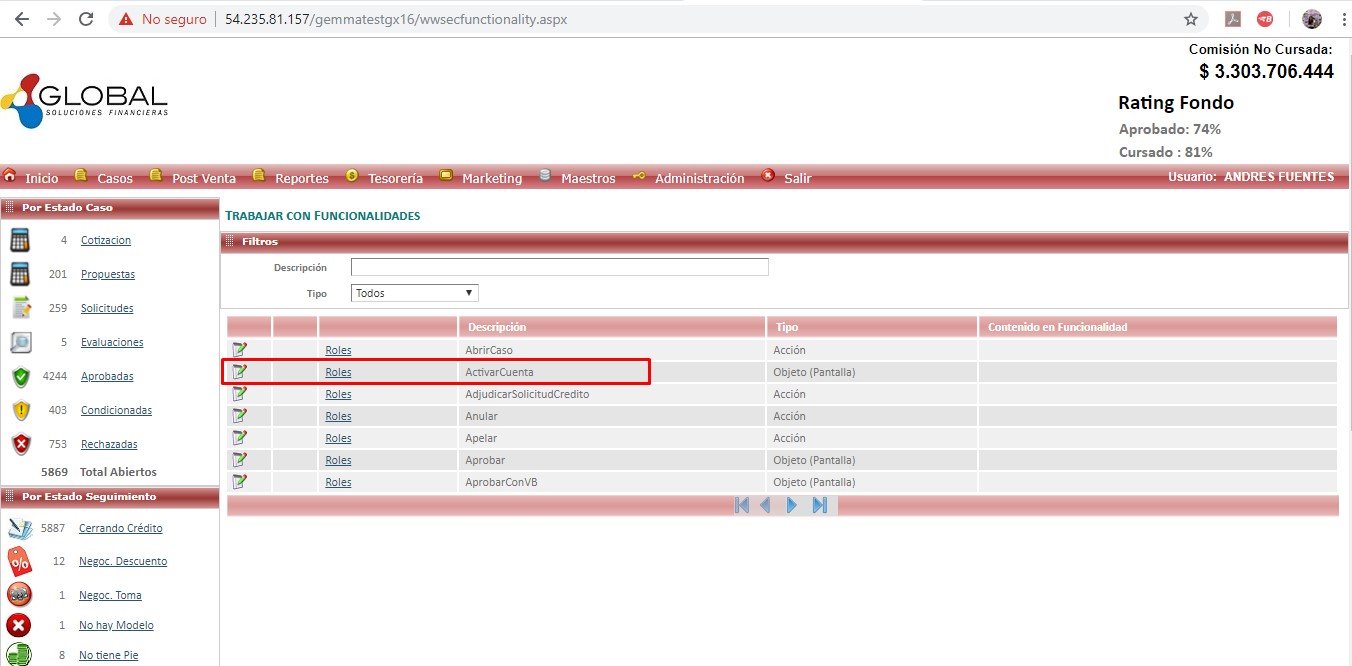 No seguro | 54.235.81.157/gemmatestgx16/wwsecfunctionality.aspx
Comisión No Cursada:
$ 3.303.706.444
GLOBAL
SOLUCIONES FINANCIERAS
Rating Fondo
Aprobado: 74%
Cursado : 81%
Inicio Casos Post Venta Reportes Tesorería Marketing Maestros Administración Salir Usuario: ANDRES FUENTES
Por Estado Caso
4 Cotizacion
201 Propuestas
259 Solicitudes
5 Evaluaciones
4244 Aprobadas
403 Condicionadas
753 Rechazadas
5869 Total Abiertos
Por Estado Seguimiento
5887 Cerrando Crédito
12 Negoc. Descuento
1 Negoc. Toma
1 No hay Modelo
8 No tiene Pie
TRABAJAR CON FUNCIONALIDADES
Filtros
Descripción
Tipo Todos
Descripción Tipo Contenido en Funcionalidad
Roles AbrirCaso Acción
Roles ActivarCuenta Objeto (Pantalla)
Roles AdjudicarSolicitudCredito Acción
Roles Anular Acción
Roles Apelar Acción
Roles Aprobar Objeto (Pantalla)
Roles AprobarConVB Objeto (Pantalla)